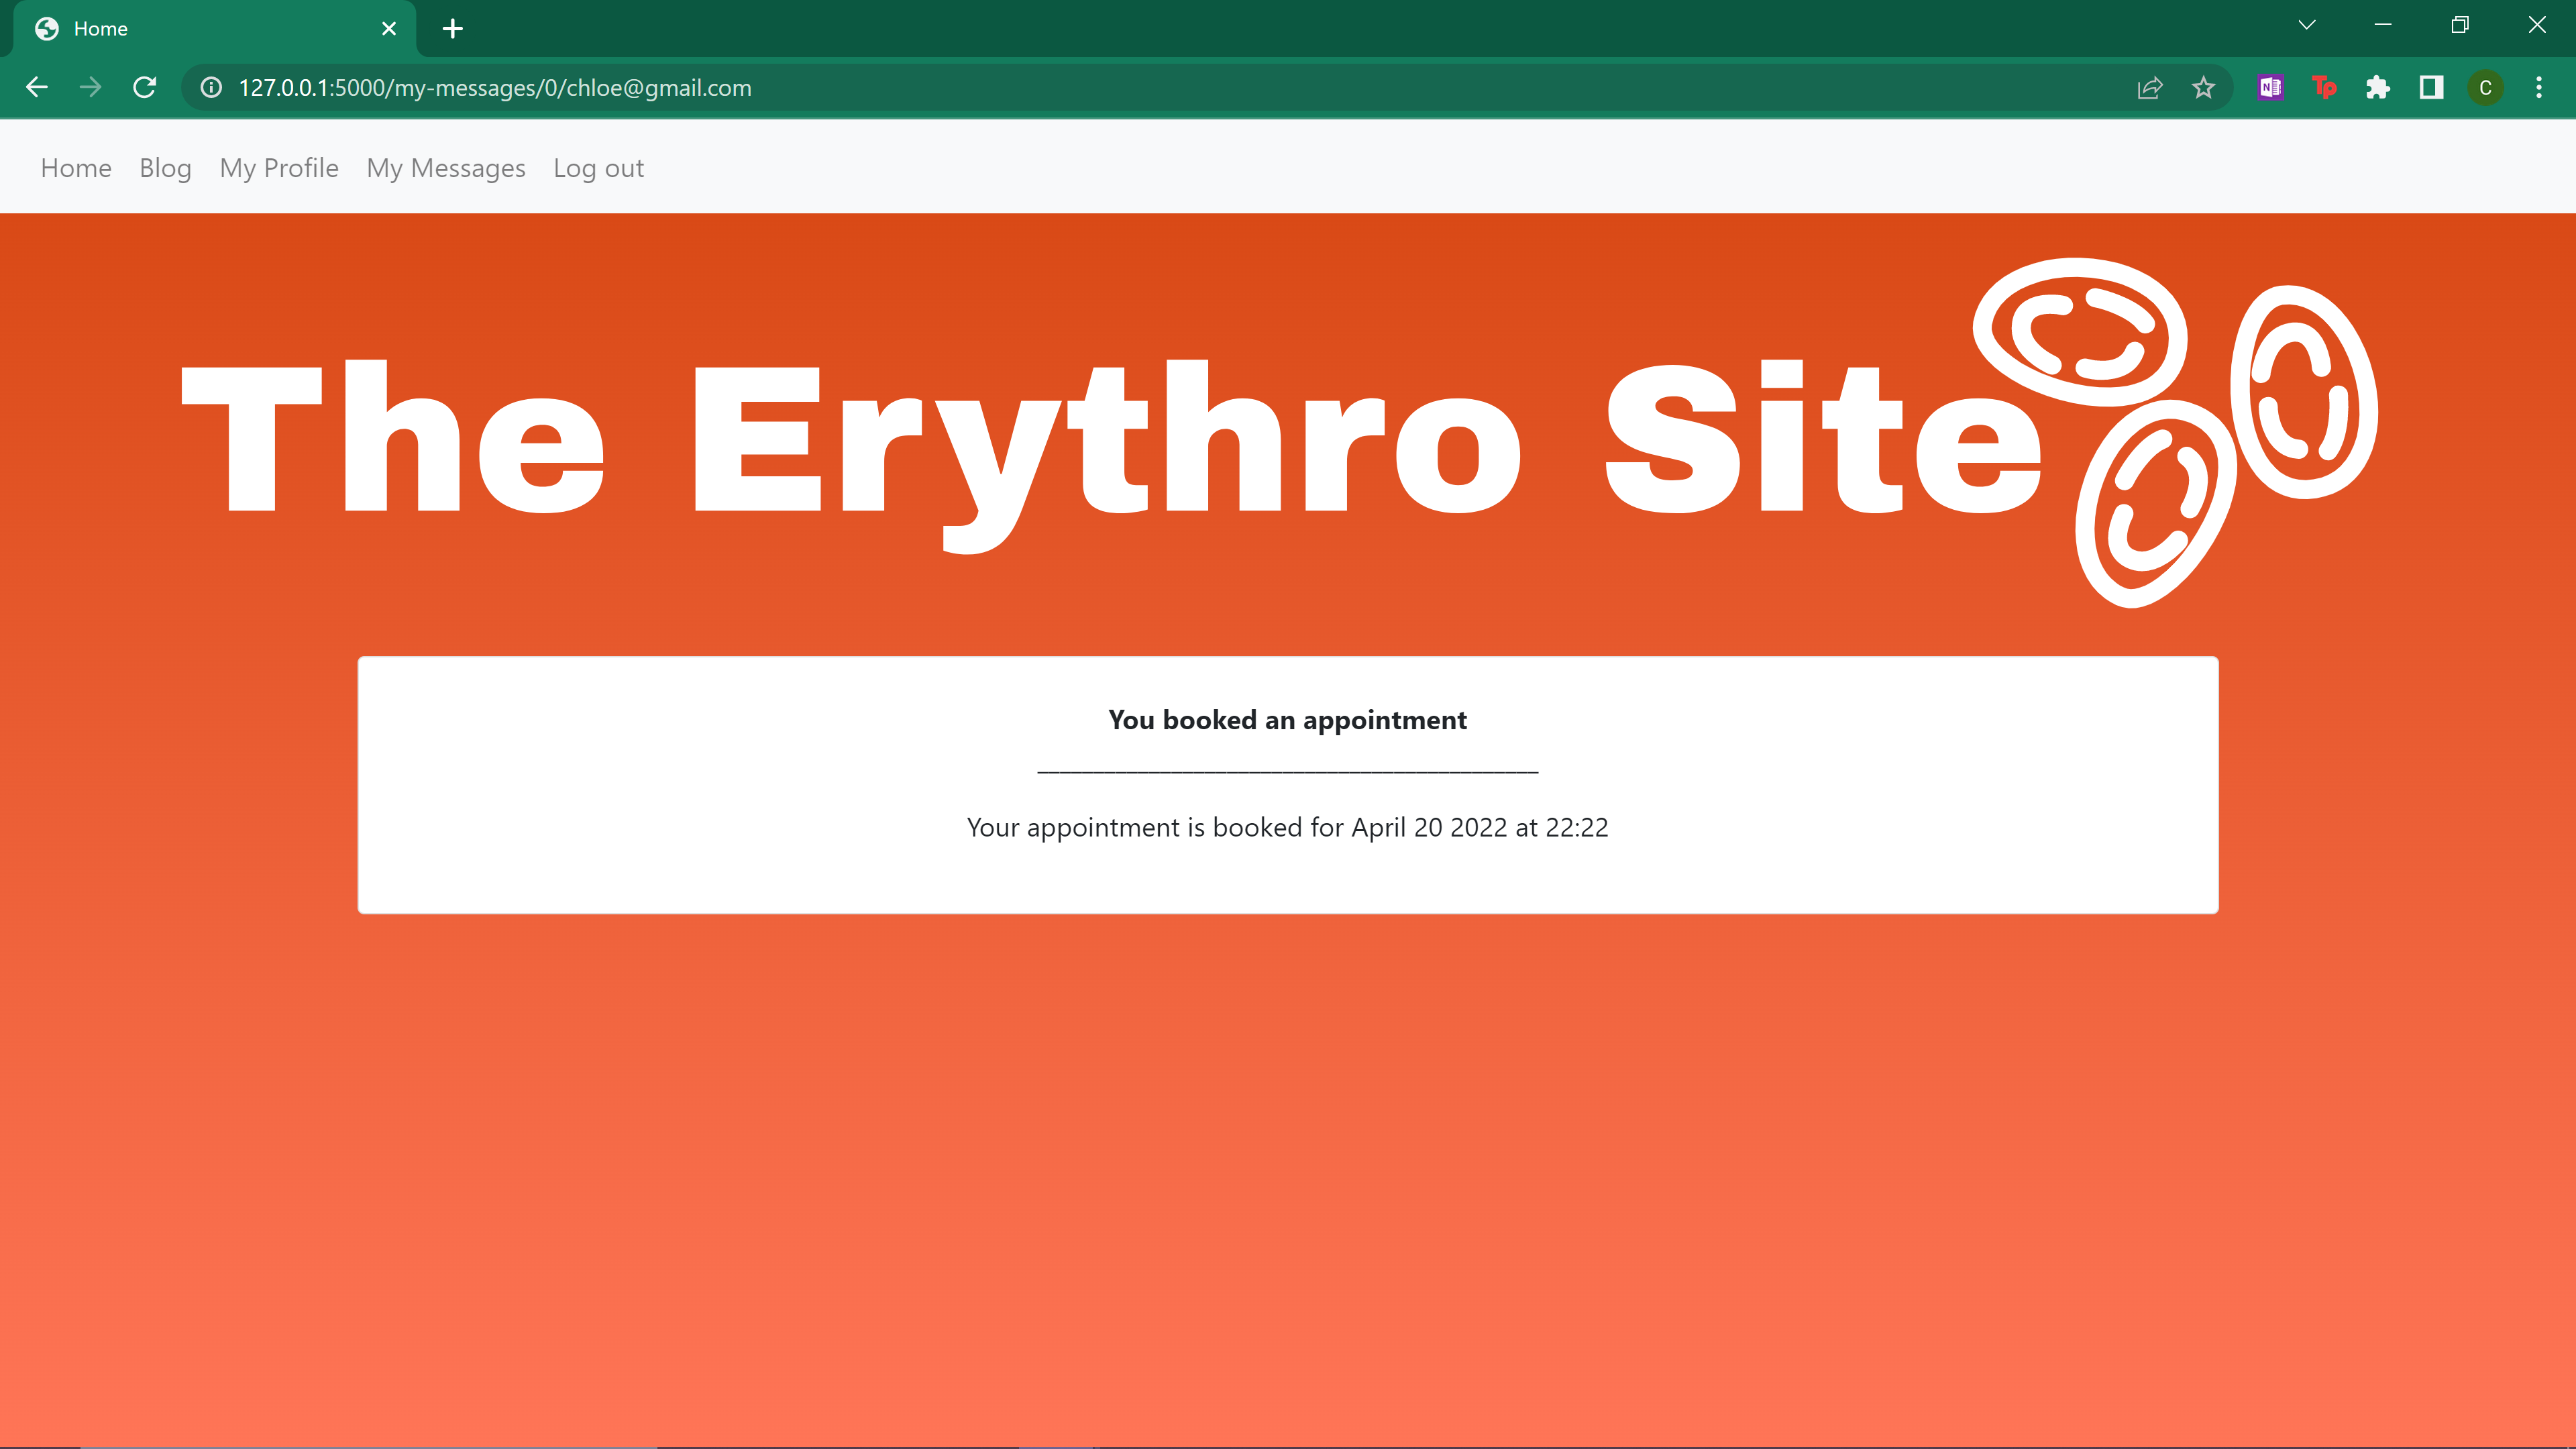 Home
127.0.0.1:5000/my-messages/0/chloe@gmail.com
N
Tp
C
Home Blog My Profile My Messages Log out
The Erythro Site
You booked an appointment
_____________________________________________
Your appointment is booked for April 20 2022 at 22:22